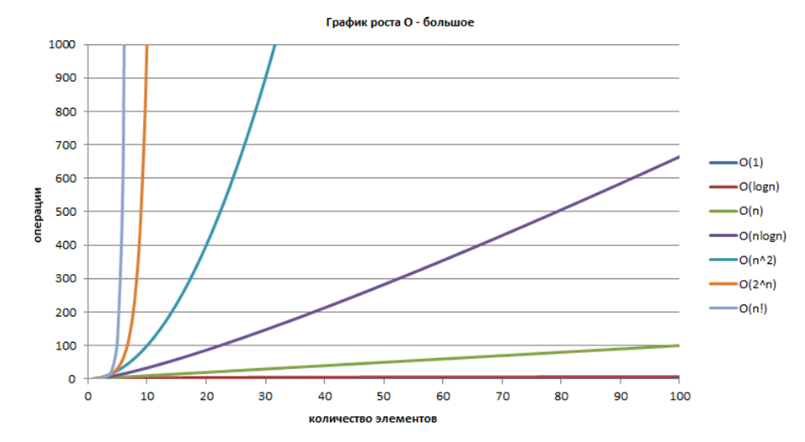 График роста O - большое
1000
900
800
700
600
500
400
300
200
100
0
операции
0 10 20 30 40 50 60 70 80 90 100
количество элементов
O(1)
O(logn)
O(n)
O(nlogn)
O(n^2)
O(2^n)
O(n!)